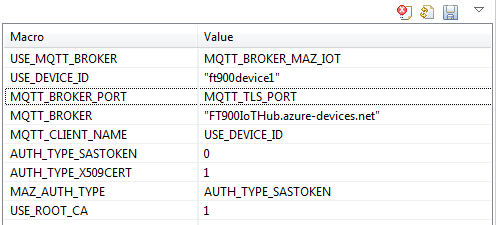 Macro Value
USE_MQTT_BROKER MQTT_BROKER_MAZ_IOT
USE_DEVICE_ID "ft900device1"
MQTT_BROKER_PORT MQTT_TLS_PORT
MQTT_BROKER "FT900IoTHub.azure-devices.net"
MQTT_CLIENT_NAME USE_DEVICE_ID
AUTH_TYPE_SASTOKEN 0
AUTH_TYPE_X509CERT 1
MAZ_AUTH_TYPE AUTH_TYPE_SASTOKEN
USE_ROOT_CA 1